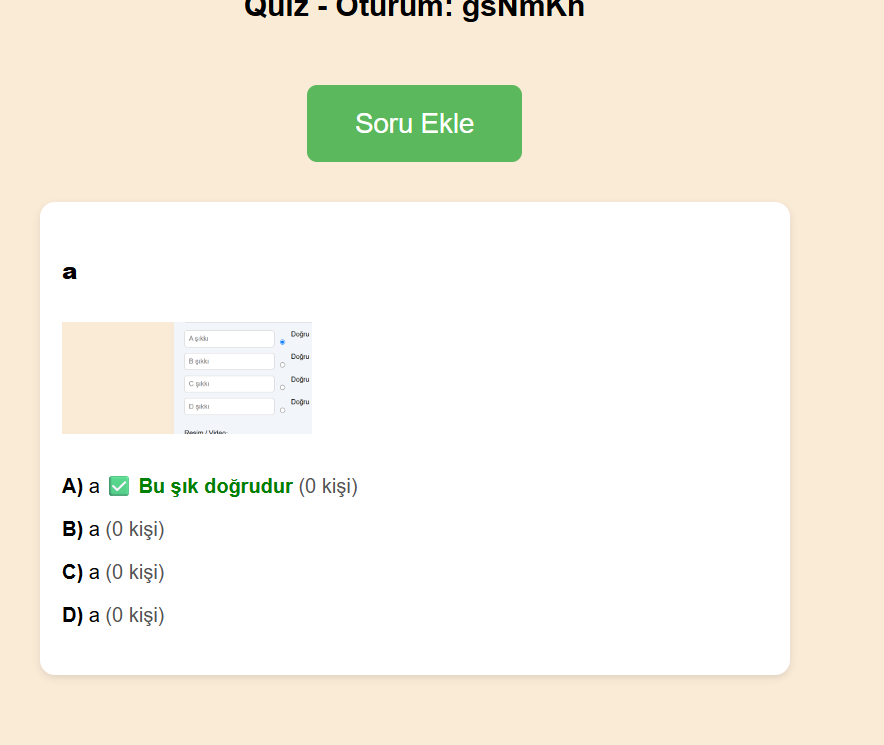 Quiz - Oturum: gsNmKh
Soru Ekle
a
A şıkkı
Doğru
B şıkkı
Doğru
C şıkkı
Doğru
D şıkkı
Doğru
Resim / Video:
A) a ✅ Bu şık doğrudur (0 kişi)
B) a (0 kişi)
C) a (0 kişi)
D) a (0 kişi)